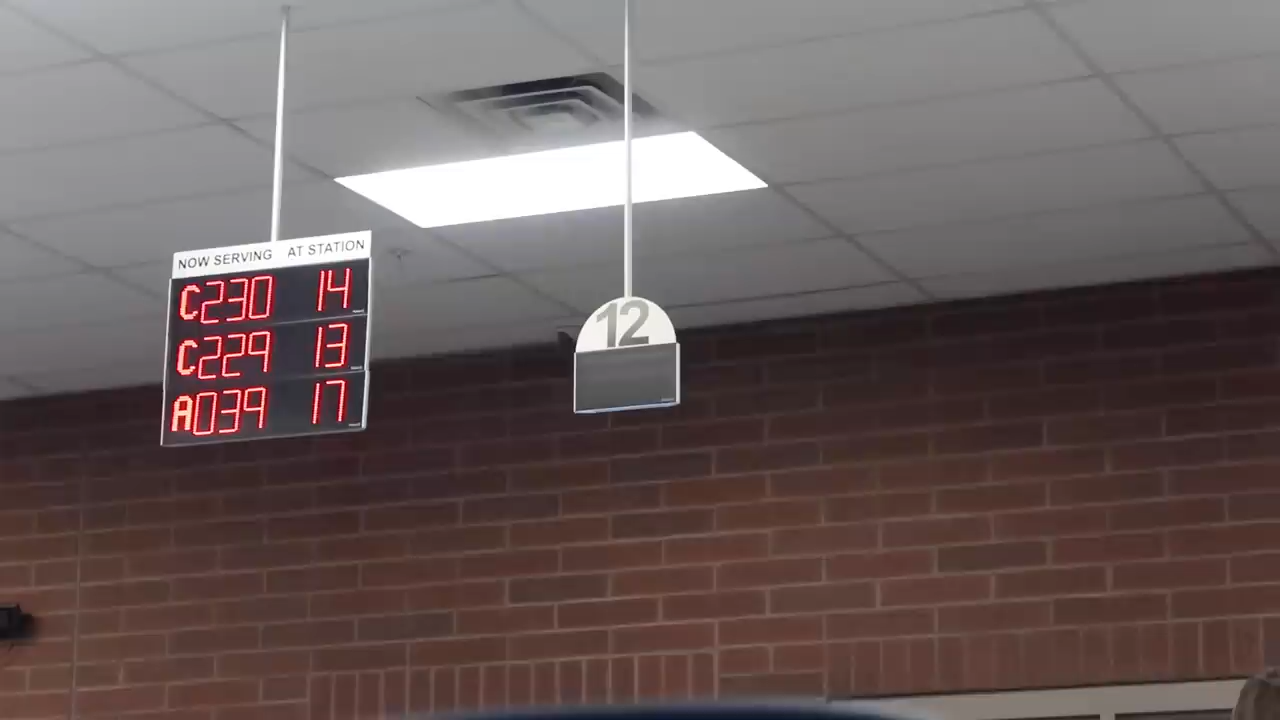 NOW SERVING AT STATION
C230 14
C229 13
A039 17
12